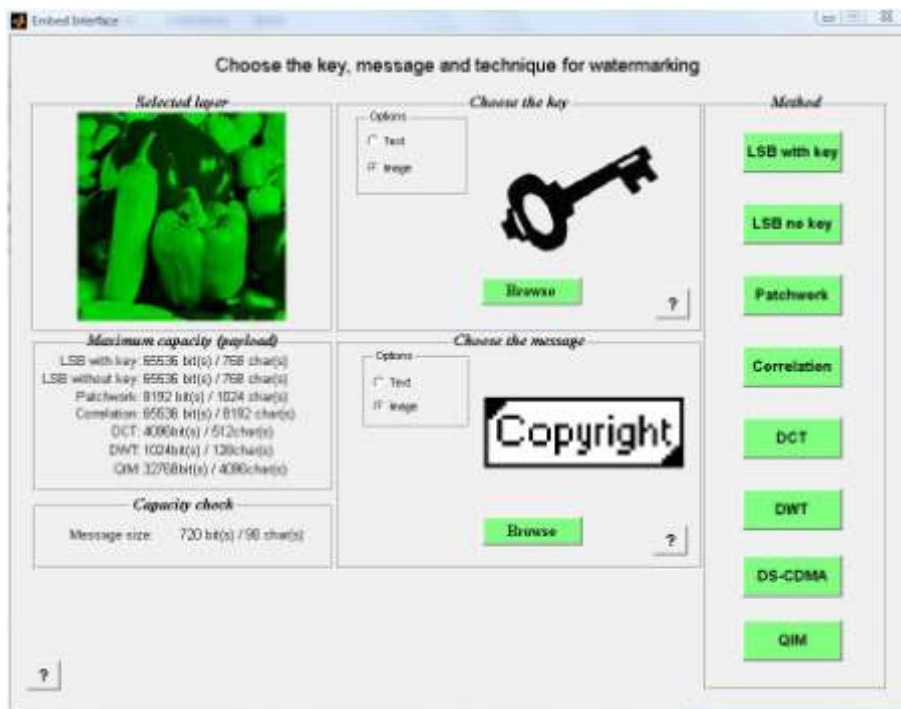 Embed Interface
Choose the key, message and technique for watermarking
Selected layer
Choose the key
Options
Text
Image
Browse
?
Maximum capacity (payload)
LSB with key: 65536 bit(s) / 768 char(s)
LSB without key: 65536 bit(s) / 768 char(s)
Patchwork: 8192 bit(s) / 1024 char(s)
Correlation: 65536 bit(s) / 8192 char(s)
DCT: 4096bit(s) / 512char(s)
DWT: 1024bit(s) / 128char(s)
QIM: 32768bit(s) / 4096char(s)
Capacity check
Message size: 720 bit(s) / 90 char(s)
Choose the message
Options
Text
Image
Copyright
Browse
?
Method
LSB with key
LSB no key
Patchwork
Correlation
DCT
DWT
DS-CDMA
QIM
?